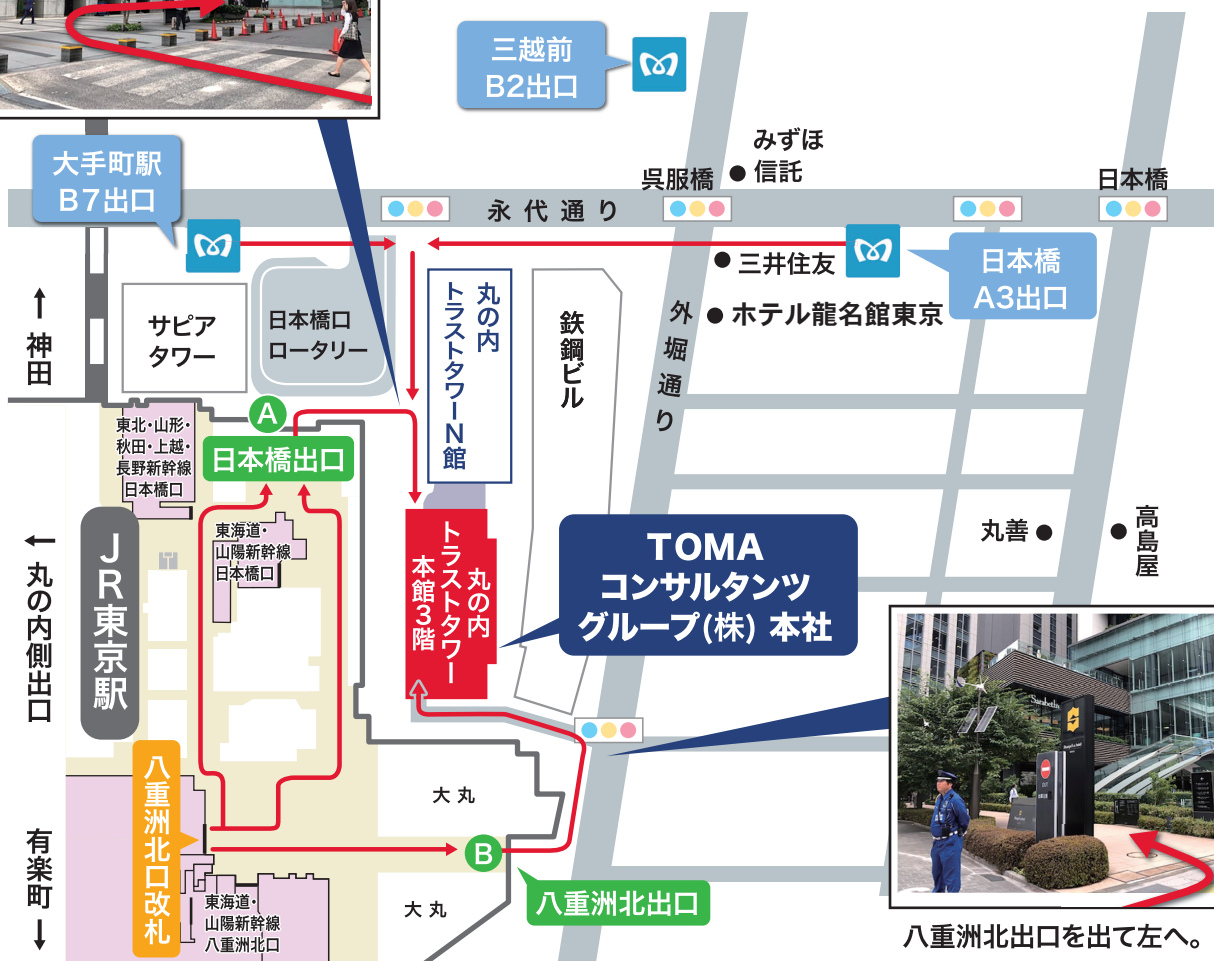 三越前
B2出口
みずほ
信託
大手町駅
B7出口
呉服橋
日本橋
永代通り
三井住友
日本橋
A3出口
外堀通り
ホテル龍名館東京
↑
神田
サピア
タワー
日本橋口
ロータリー
丸の内
トラストタワーN館
鉄鋼ビル
A
日本橋出口
東北・山形・
秋田・上越・
長野新幹線
日本橋口
東海道・
山陽新幹線
日本橋口
←
丸の内側出口
JR東京駅
丸の内
トラストタワー
本館3階
TOMA
コンサルタンツ
グループ(株) 本社
丸善
高島屋
八重洲北口改札
大丸
B
八重洲北出口
大丸
東海道・
山陽新幹線
八重洲北口
有楽町
↓
八重洲北出口を出て左へ。